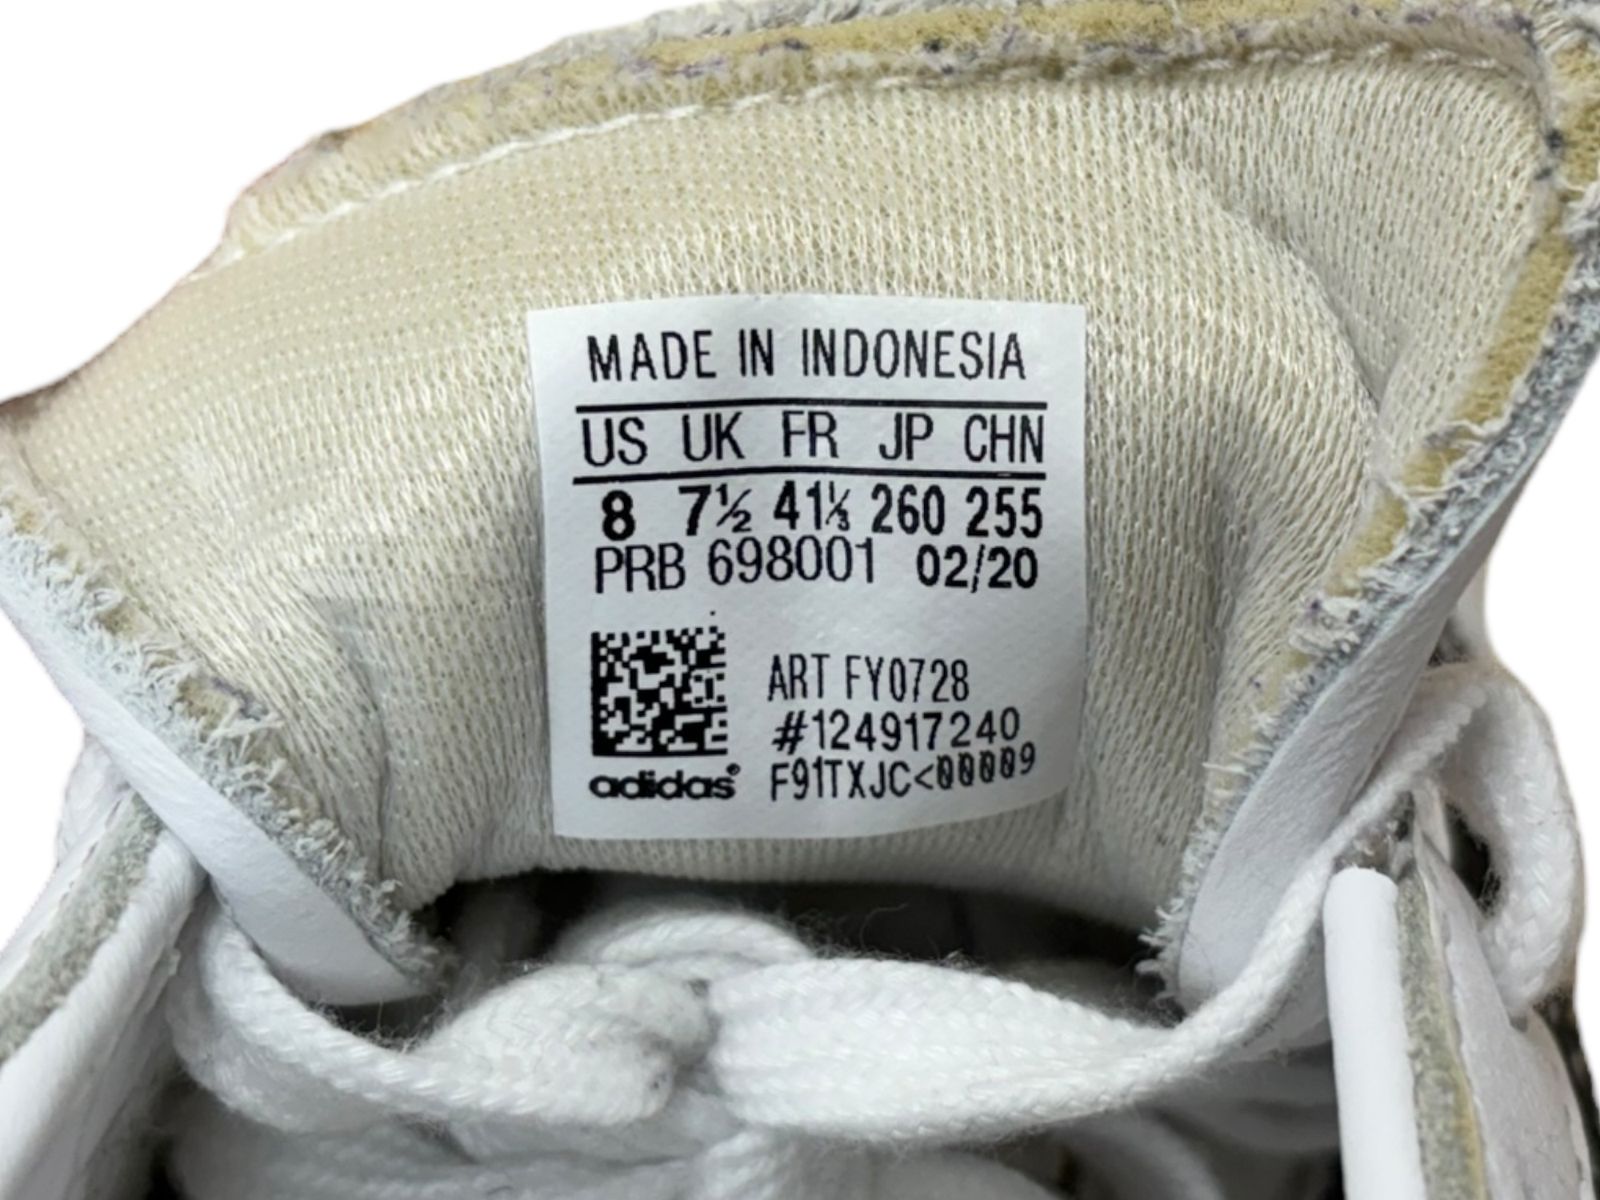 MADE IN INDONESIA
US UK FR JP CHN
8 7½ 41⅓ 260 255
PRB 698001 02/20
ART FY0728
#124917240
F91TXJC<00009
adidas®